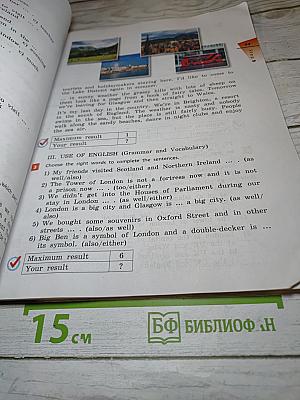 tourists and holidaymakers staying here. I'd like to come to
the Lake District again in summer.
In sunny weather grassy hills with lots of sheep on
them look like a page from a book of fairy tales. Tomorrow
we're leaving for Glasgow and then straight to Wales.
It's my last day in the country. We're in Brighton, a resort
in the south of England. The weather is nasty and nobody
swims in the sea, but the place is still fairly busy. People
walk along the sandy beaches, dance in night clubs and enjoy
the sea air.
Maximum result 1
Your result ?
III. USE OF ENGLISH (Grammar and Vocabulary)
Choose the right words to complete the sentences.
1) My friends visited Scotland and Northern Ireland ... . (as
well/also)
2) The Tower of London is not a fortress now and it is not
a prison now ... . (too/either)
3) We didn't get into the Houses of Parliament during our
stay in London ... . (as well/either)
4) London is a big city and Glasgow is ... a big city. (as well/
also)
5) We bought some souvenirs in Oxford Street and in other
streets ... . (also/as well)
6) Big Ben is a symbol of London and a double-decker is ...
its symbol. (also/either)
Maximum result 6
Your result ?
15 см
БФ БИБЛИОФАН